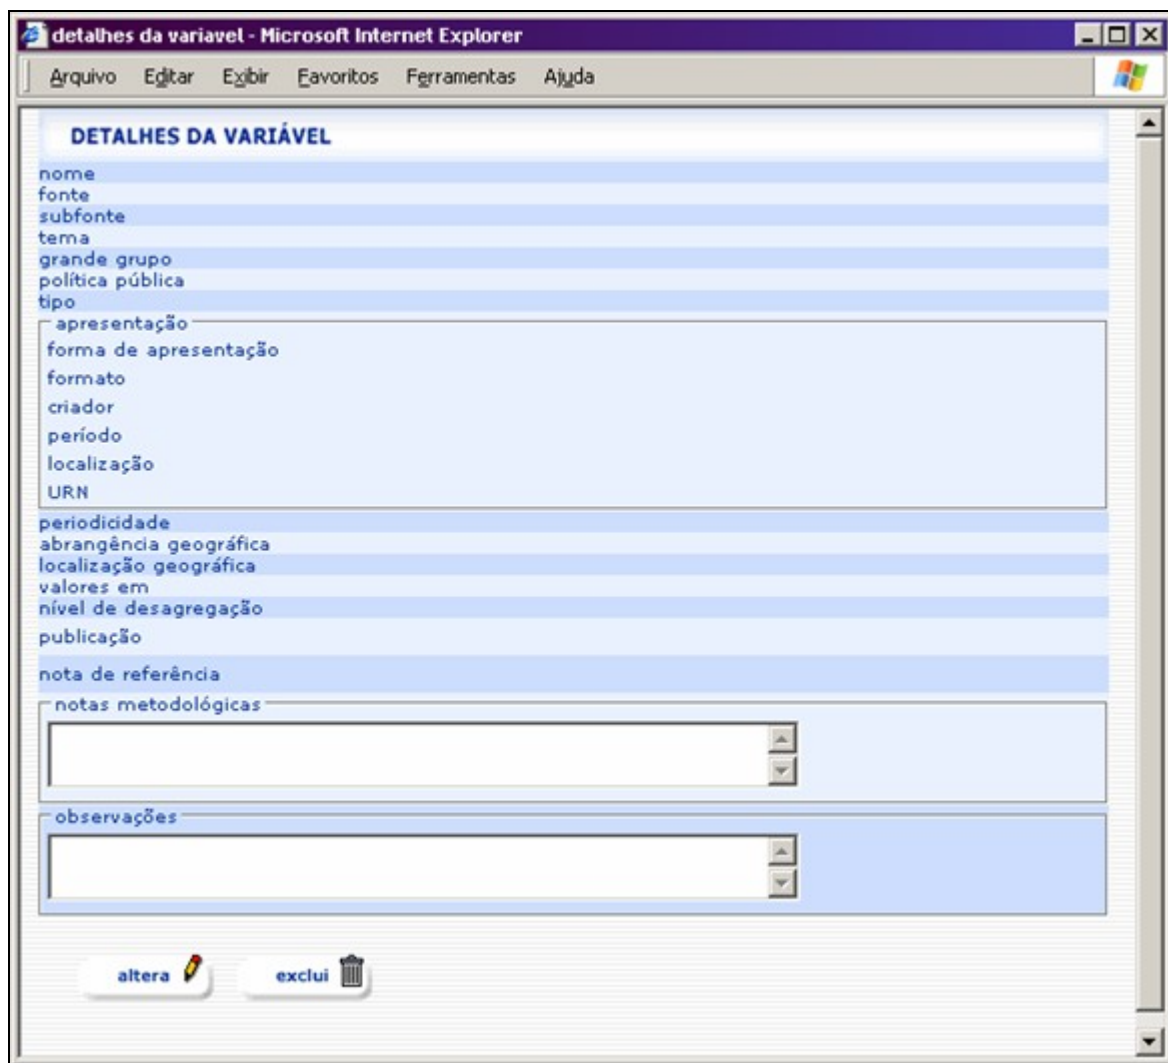 detalhes da variavel - Microsoft Internet Explorer
Arquivo Editar Exibir Favoritos Ferramentas Ajuda
DETALHES DA VARIÁVEL
nome
fonte
subfonte
tema
grande grupo
política pública
tipo
apresentação
forma de apresentação
formato
criador
período
localização
URN
periodicidade
abrangência geográfica
localização geográfica
valores em
nível de desagregação
publicação
nota de referência
notas metodológicas
observações
altera exclui